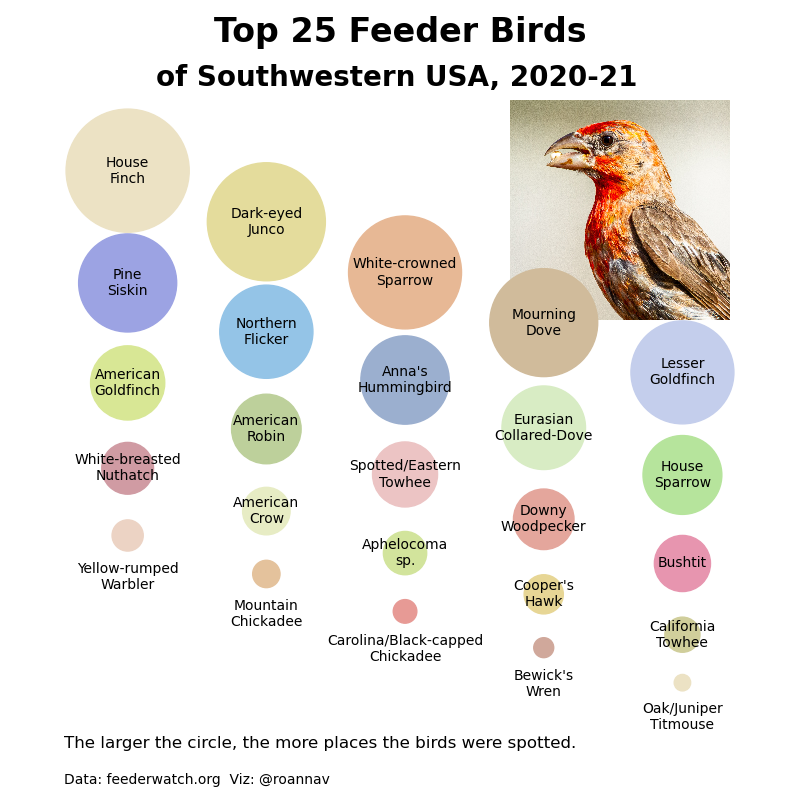 Top 25 Feeder Birds
of Southwestern USA, 2020-21
House
Finch
Dark-eyed
Junco
White-crowned
Sparrow
Mourning
Dove
Lesser
Goldfinch
Pine
Siskin
Northern
Flicker
Anna's
Hummingbird
Eurasian
Collared-Dove
House
Sparrow
American
Goldfinch
American
Robin
Spotted/Eastern
Towhee
Downy
Woodpecker
Bushtit
White-breasted
Nuthatch
American
Crow
Aphelocoma
sp.
Cooper's
Hawk
California
Towhee
Yellow-rumped
Warbler
Mountain
Chickadee
Carolina/Black-capped
Chickadee
Bewick's
Wren
Oak/Juniper
Titmouse
The larger the circle, the more places the birds were spotted.
Data: feederwatch.org  Viz: @roannav